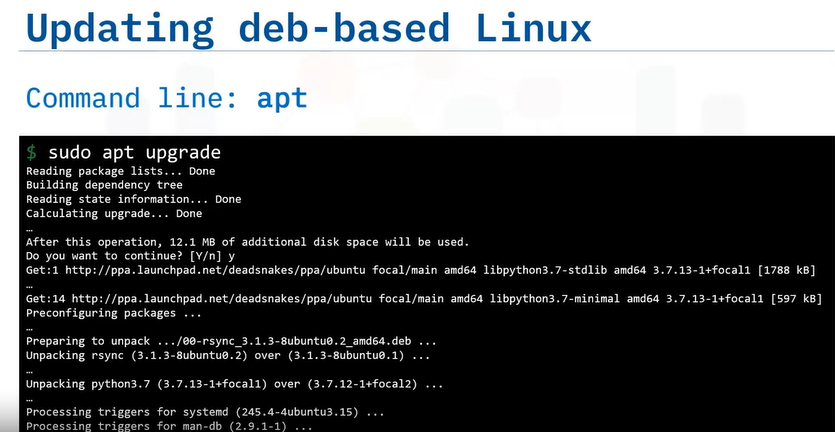 Updating deb-based Linux
Command line: apt
$ sudo apt upgrade
Reading package lists... Done
Building dependency tree
Reading state information... Done
Calculating upgrade... Done
…
After this operation, 12.1 MB of additional disk space will be used.
Do you want to continue? [Y/n] y
Get:1 http://ppa.launchpad.net/deadsnakes/ppa/ubuntu focal/main amd64 libpython3.7-stdlib amd64 3.7.13-1+focal1 [1788 kB]
…
Get:14 http://ppa.launchpad.net/deadsnakes/ppa/ubuntu focal/main amd64 libpython3.7-minimal amd64 3.7.13-1+focal1 [597 kB]
Preconfiguring packages ...
…
Preparing to unpack .../00-rsync_3.1.3-8ubuntu0.2_amd64.deb ...
Unpacking rsync (3.1.3-8ubuntu0.2) over (3.1.3-8ubuntu0.1) ...
…
Unpacking python3.7 (3.7.13-1+focal1) over (3.7.12-1+focal2) ...
…
Processing triggers for systemd (245.4-4ubuntu3.15) ...
Processing triggers for man-db (2.9.1-1) ...